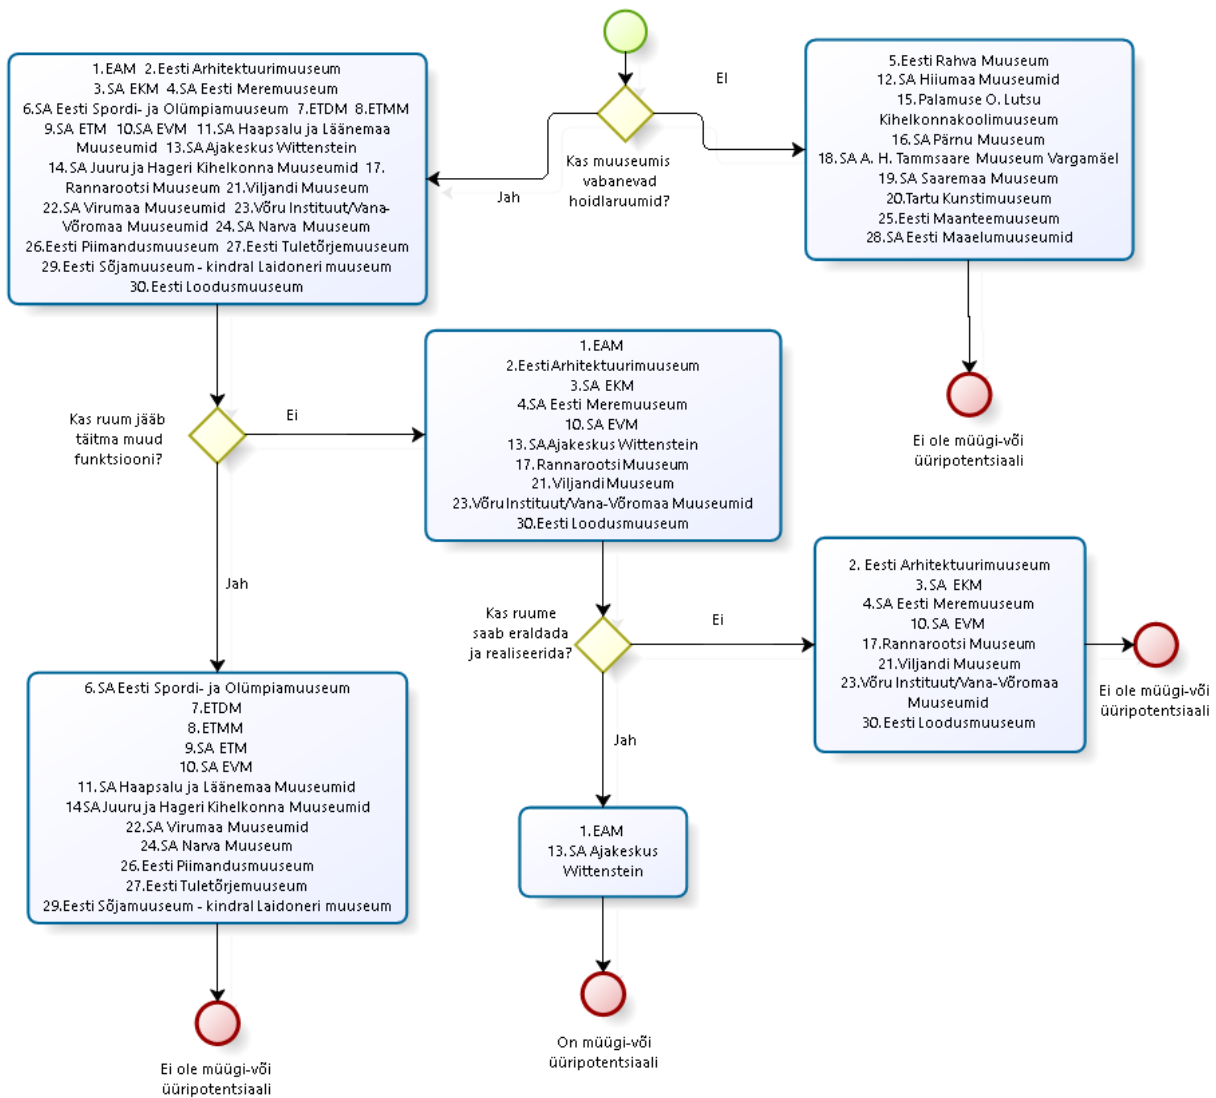 1.EAM 2.Eesti Arhitektuurimuuseum
3.SA EKM 4.SA Eesti Meremuuseum
6.SA Eesti Spordi- ja Olümpiamuuseum 7.ETDM 8.ETMM
9.SA ETM 10.SA EVM 11.SA Haapsalu ja Läänemaa
Muuseumid 13.SA Ajakeskus Wittenstein
14.SA Juuru ja Hageri Kihelkonna Muuseumid 17.
Rannarootsi Muuseum 21.Viljandi Muuseum
22.SA Virumaa Muuseumid 23.Võru Instituut/Vana-
Võromaa Muuseumid 24.SA Narva Muuseum
26.Eesti Piimandusmuuseum 27.Eesti Tuletõrjemuuseum
29.Eesti Sõjamuuseum - kindral Laidoneri muuseum
30.Eesti Loodusmuuseum
Jah
Kas muuseumis
vabanevad
hoidlaruumid?
EI
5.Eesti Rahva Muuseum
12.SA Hiiumaa Muuseumid
15.Palamuse O. Lutsu
Kihelkonnakoolimuuseum
16.SA Pärnu Muuseum
18.SA A. H. Tammsaare Muuseum Vargamäel
19.SA Saaremaa Muuseum
20.Tartu Kunstimuuseum
25.Eesti Maanteemuuseum
28.SA Eesti Maaelumuuseumid
Ei ole müügi-või
üüripotentsiaali
Kas ruum jääb
täitma muud
funktsiooni?
Ei
1.EAM
2.Eesti Arhitektuurimuuseum
3.SA EKM
4.SA Eesti Meremuuseum
10.SA EVM
13.SA Ajakeskus Wittenstein
17.Rannarootsi Muuseum
21.Viljandi Muuseum
23.Võru Instituut/Vana-Võromaa Muuseumid
30.Eesti Loodusmuuseum
Jah
Kas ruume
saab eraldada
ja realiseerida?
Ei
2. Eesti Arhitektuurimuuseum
3.SA EKM
4.SA Eesti Meremuuseum
10.SA EVM
17.Rannarootsi Muuseum
21.Viljandi Muuseum
23.Võru Instituut/Vana-Võromaa
Muuseumid
30.Eesti Loodusmuuseum
Ei ole müügi-või
üüripotentsiaali
6.SA Eesti Spordi- ja Olümpiamuuseum
7.ETDM
8.ETMM
9.SA ETM
10.SA EVM
11.SA Haapsalu ja Läänemaa Muuseumid
14SA Juuru ja Hageri Kihelkonna Muuseumid
22.SA Virumaa Muuseumid
24.SA Narva Muuseum
26.Eesti Piimandusmuuseum
27.Eesti Tuletõrjemuuseum
29.Eesti Sõjamuuseum - kindral Laidoneri muuseum
Jah
1.EAM
13.SA Ajakeskus
Wittenstein
On müügi-või
üüripotentsiaali
Ei ole müügi-või
üüripotentsiaali